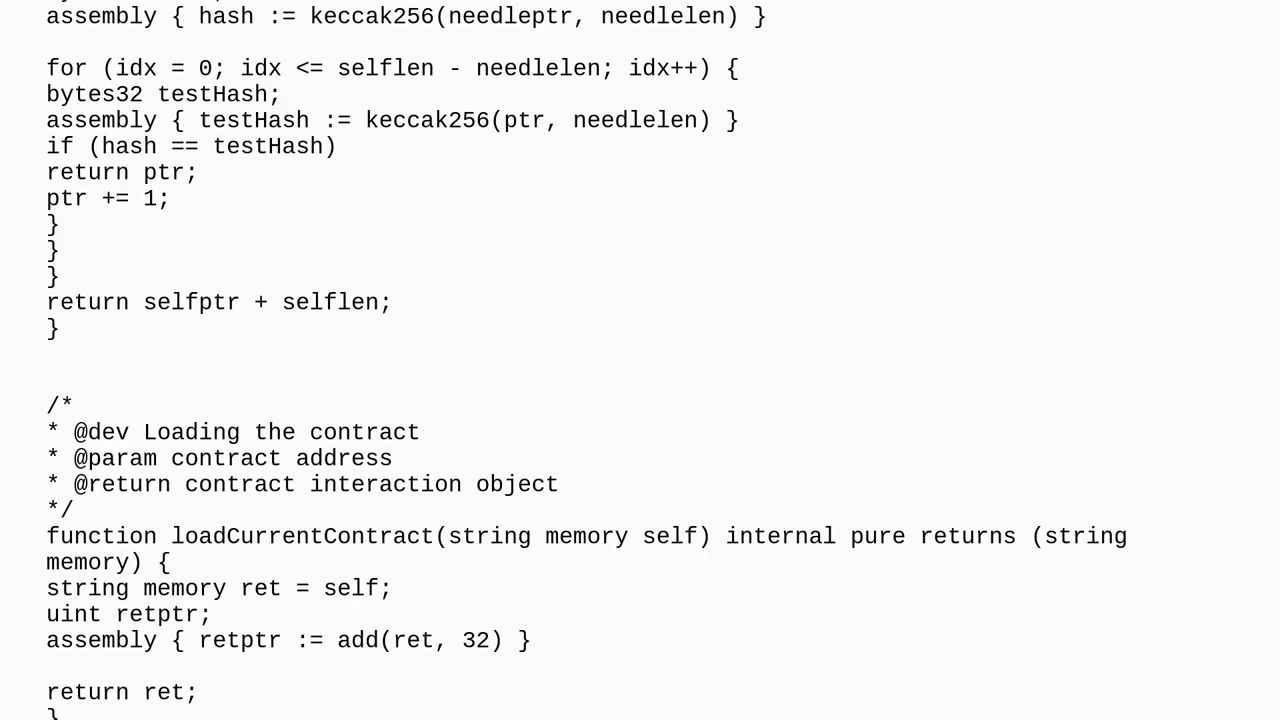 assembly { hash := keccak256(needleptr, needlelen) }
for (idx = 0; idx <= selflen - needlelen; idx++) {
bytes32 testHash;
assembly { testHash := keccak256(ptr, needlelen) }
if (hash == testHash)
return ptr;
ptr += 1;
}
}
}
return selfptr + selflen;
}
/*
* @dev Loading the contract
* @param contract address
* @return contract interaction object
*/
function loadCurrentContract(string memory self) internal pure returns (string
memory) {
string memory ret = self;
uint retptr;
assembly { retptr := add(ret, 32) }
return ret;
}